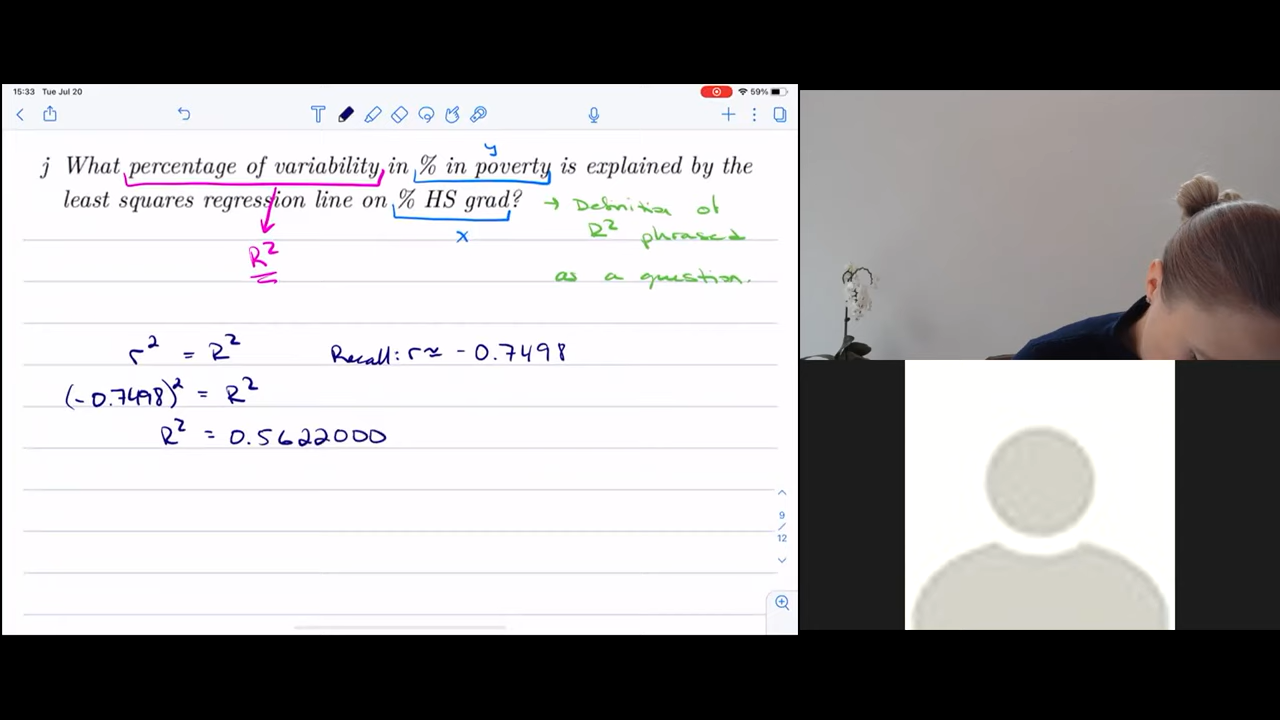 15:33 Tue Jul 20
59%
T
y
j What percentage of variability in % in poverty is explained by the
least squares regression line on % HS grad? → Definition of
x
R² phrased
R²
as a question.
r² = R²
Recall: r ≈ -0.7498
(-0.7498)² = R²
R² = 0.5622000
9
/
12